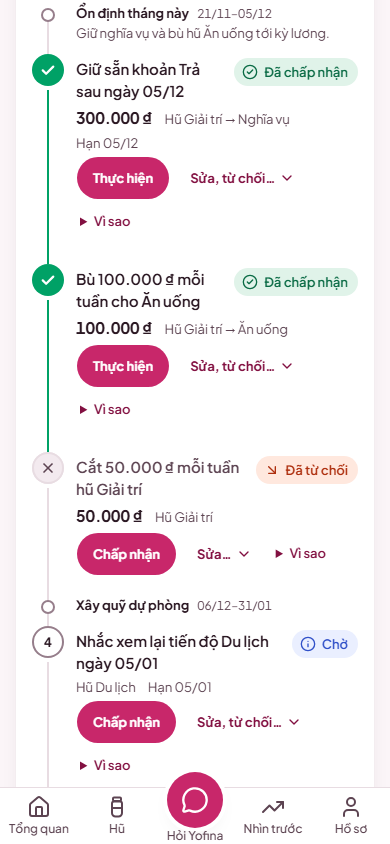 Ổn định tháng này 21/11–05/12
Giữ nghĩa vụ và bù hũ Ăn uống tới kỳ lương.
Giữ sẵn khoản Trả
sau ngày 05/12
Đã chấp nhận
300.000 ₫ Hũ Giải trí → Nghĩa vụ
Hạn 05/12
Thực hiện Sửa, từ chối…
Vì sao
Bù 100.000 ₫ mỗi
tuần cho Ăn uống
Đã chấp nhận
100.000 ₫ Hũ Giải trí → Ăn uống
Thực hiện Sửa, từ chối…
Vì sao
Cắt 50.000 ₫ mỗi tuần
hũ Giải trí
Đã từ chối
50.000 ₫ Hũ Giải trí
Chấp nhận Sửa… Vì sao
Xây quỹ dự phòng 06/12–31/01
4
Nhắc xem lại tiến độ Du lịch
ngày 05/01
Chờ
Hũ Du lịch Hạn 05/01
Chấp nhận Sửa, từ chối…
Vì sao
Tổng quan Hũ Hỏi Yofina Nhìn trước Hồ sơ